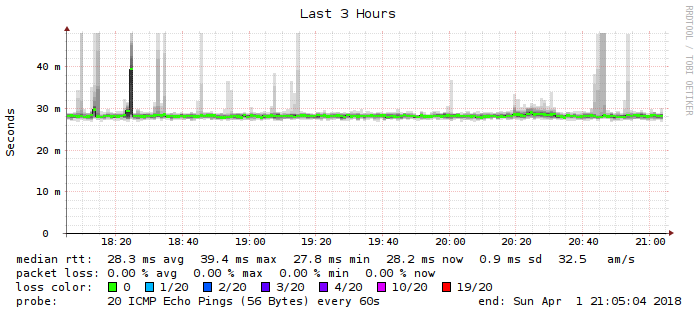 Last 3 Hours
RRDTOOL / TOBI OETIKER
Seconds
40 m
30 m
20 m
10 m
0
18:20 18:40 19:00 19:20 19:40 20:00 20:20 20:40 21:00
median rtt: 28.3 ms avg 39.4 ms max 27.8 ms min 28.2 ms now 0.9 ms sd 32.5 am/s
packet loss: 0.00 % avg 0.00 % max 0.00 % min 0.00 % now
loss color: 0 1/20 2/20 3/20 4/20 10/20 19/20
probe: 20 ICMP Echo Pings (56 Bytes) every 60s end: Sun Apr 1 21:05:04 2018